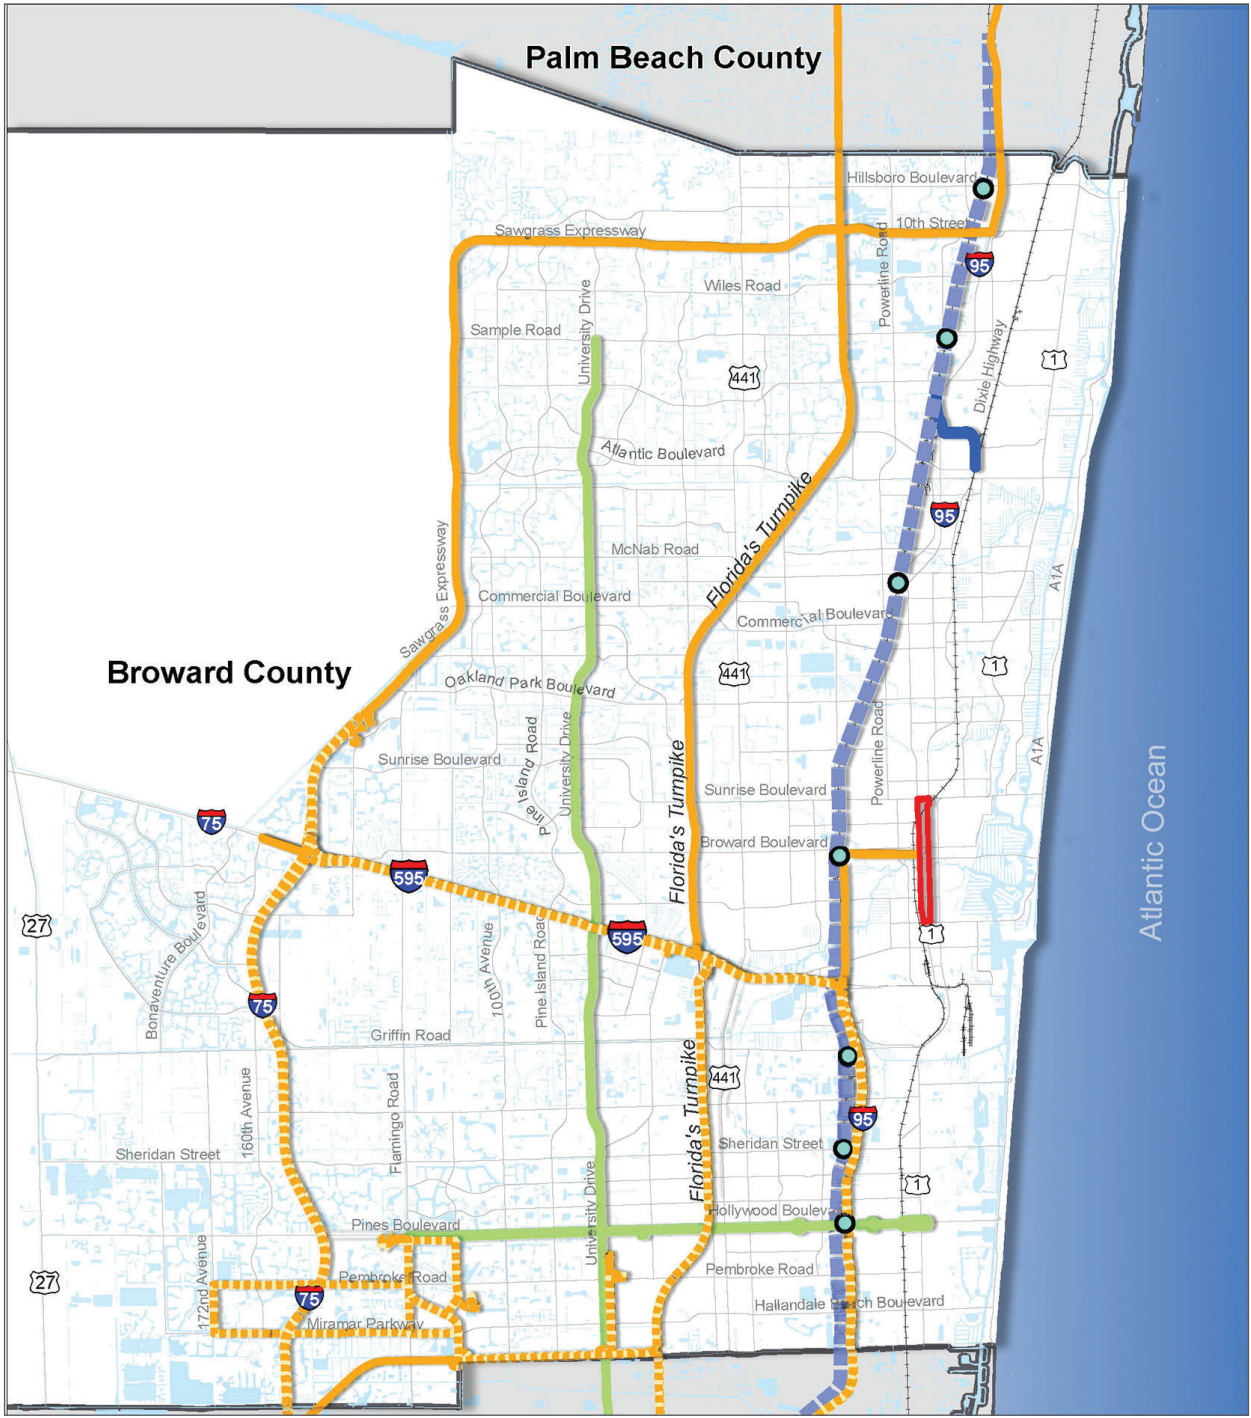 Palm Beach County
Hillsboro Boulevard
10th Street
Sawgrass Expressway
Powerline Road
95
Wiles Road
University Drive
Sample Road
Dixie Highway
1
441
Atlantic Boulevard
Florida's Turnpike
95
McNab Road
Sawgrass Expressway
A1A
Commercial Boulevard
Commercial Boulevard
Broward County
441
1
Oakland Park Boulevard
Powerline Road
University Drive
Pine Island Road
Florida's Turnpike
A1A
Sunrise Boulevard
Sunrise Boulevard
75
Broward Boulevard
Atlantic Ocean
595
27
Bonaventure Boulevard
100th Avenue
Pine Island Road
595
1
75
Griffin Road
441
Florida's Turnpike
160th Avenue
Flamingo Road
95
Sheridan Street
Sheridan Street
1
University Drive
Pines Boulevard
Hollywood Boulevar
172nd Avenue
27
Pembroke Road
Pembroke Road
75
Miramar Parkway
Hallandale Beach Boulevard